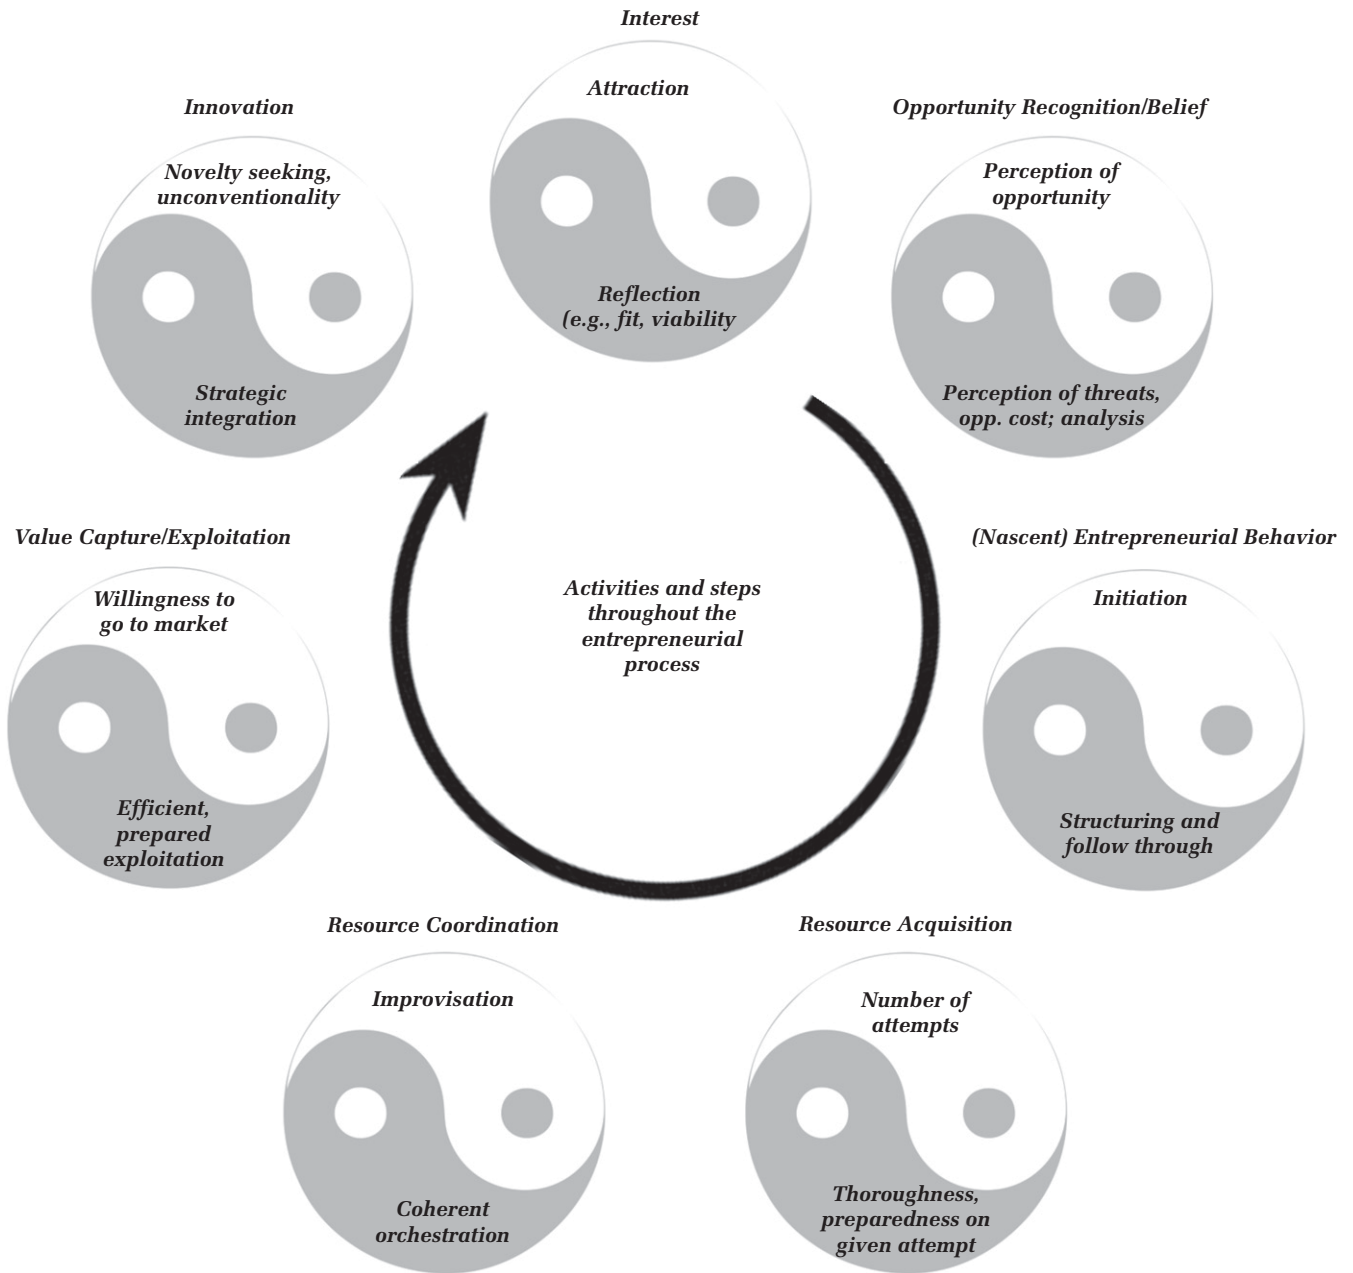 Interest
Attraction
Reflection
(e.g., fit, viability
Opportunity Recognition/Belief
Perception of
opportunity
Perception of threats,
opp. cost; analysis
(Nascent) Entrepreneurial Behavior
Initiation
Structuring and
follow through
Resource Acquisition
Number of
attempts
Thoroughness,
preparedness on
given attempt
Resource Coordination
Improvisation
Coherent
orchestration
Value Capture/Exploitation
Willingness to
go to market
Efficient,
prepared
exploitation
Innovation
Novelty seeking,
unconventionality
Strategic
integration
Activities and steps
throughout the
entrepreneurial
process